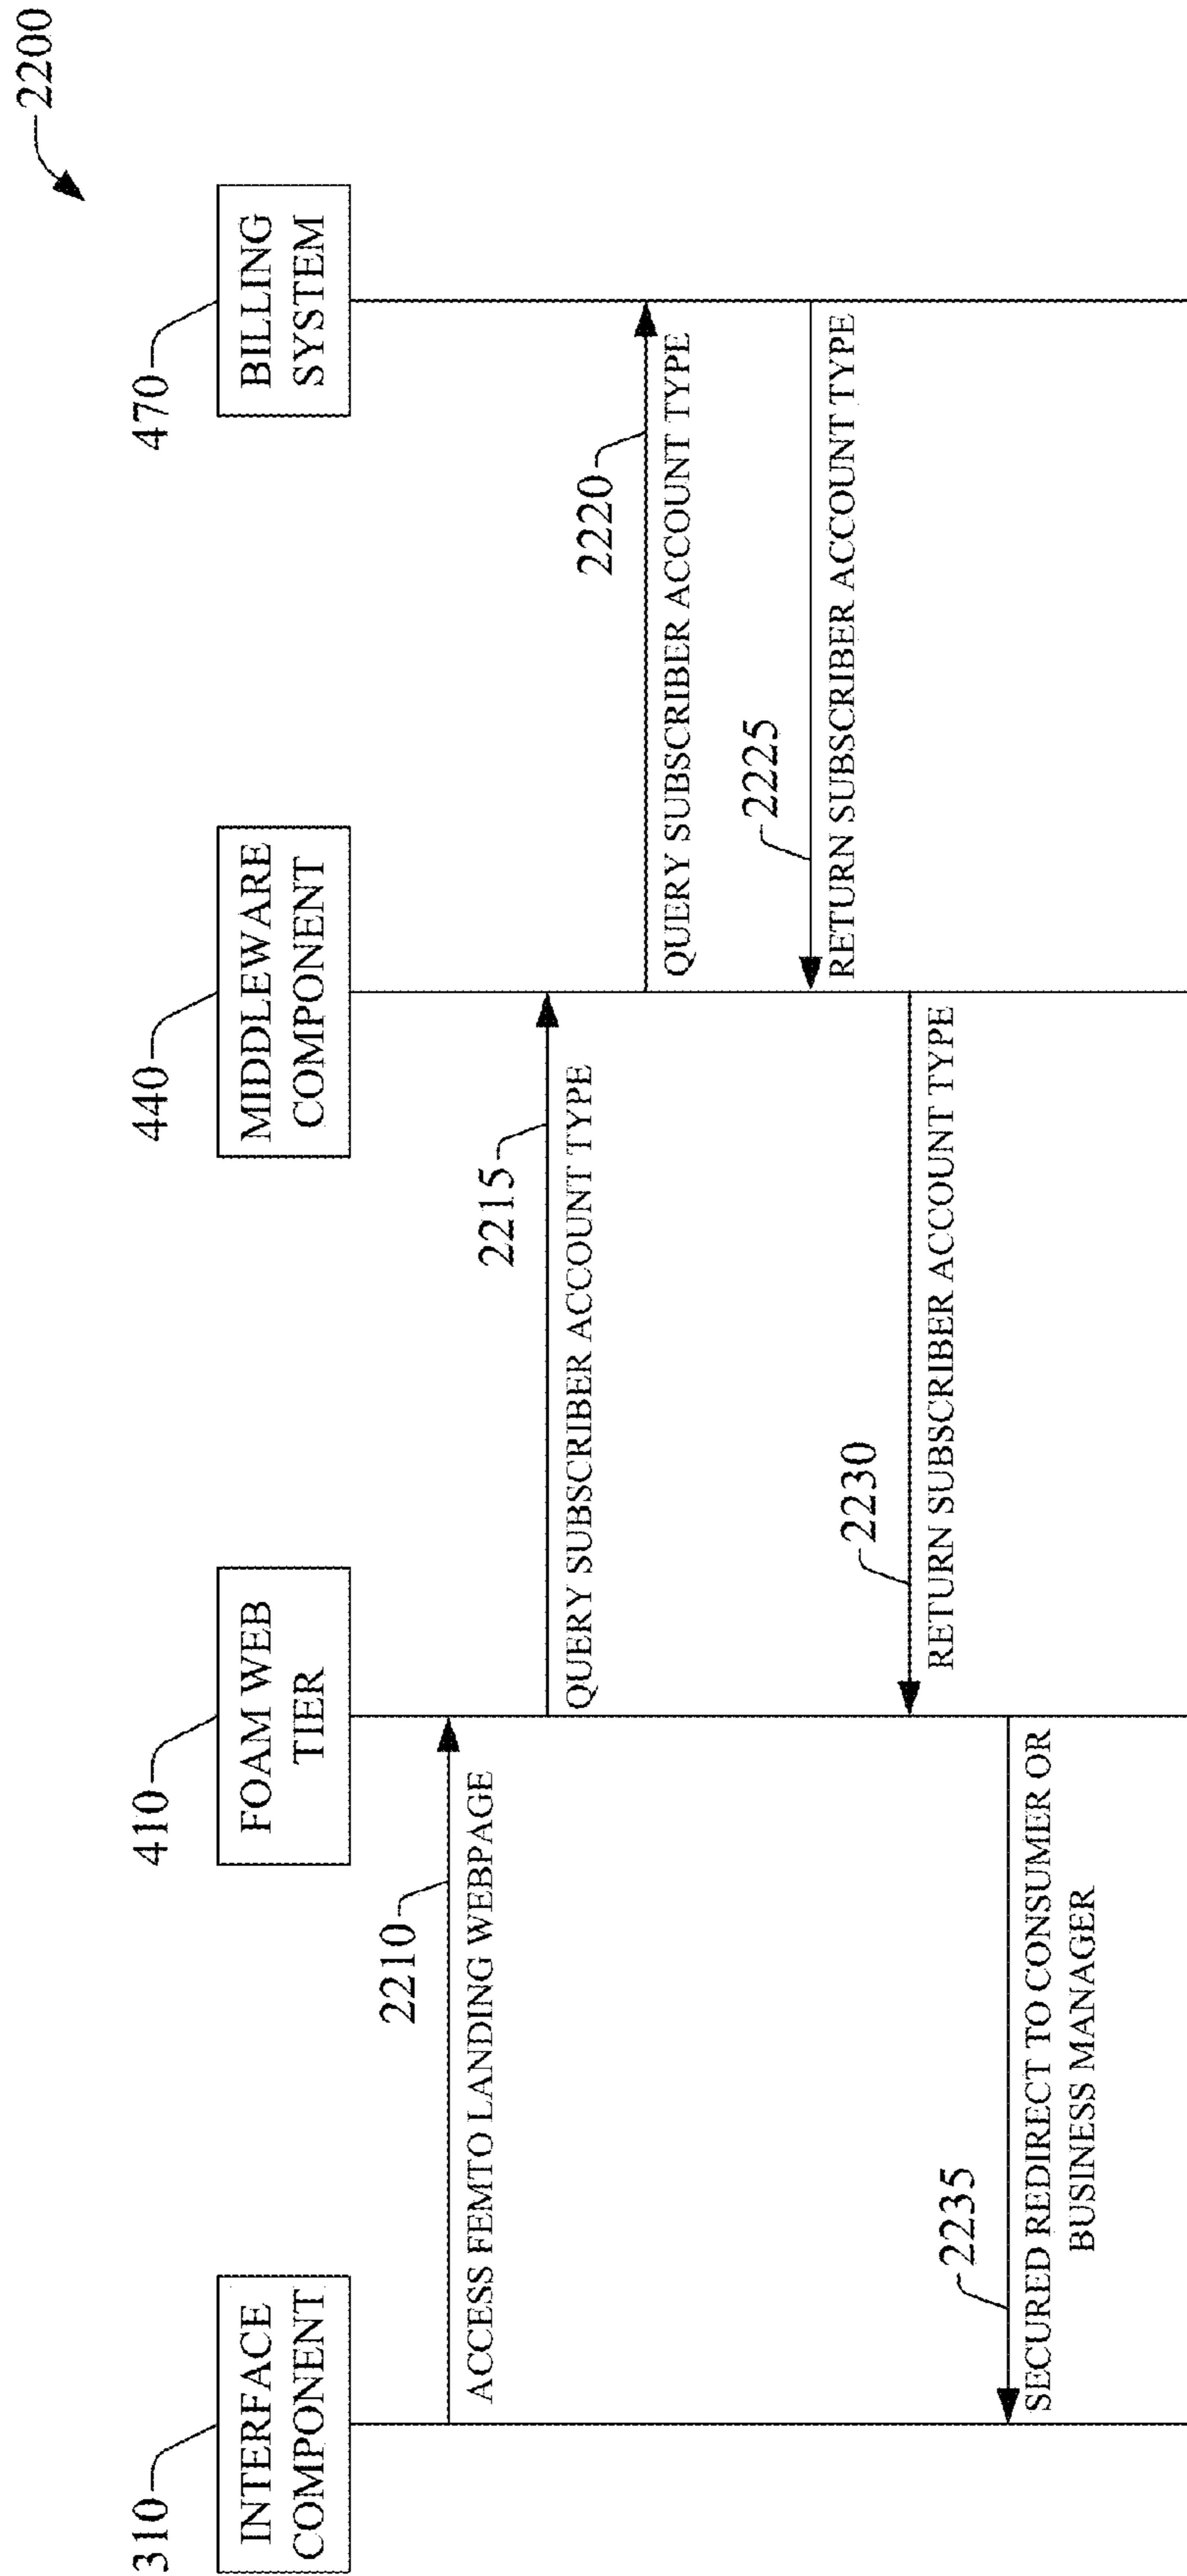 2200
310
INTERFACE
COMPONENT
410
FOAM WEB
TIER
440
MIDDLEWARE
COMPONENT
470
BILLING
SYSTEM
2210
ACCESS FEMTO LANDING WEBPAGE
2215
QUERY SUBSCRIBER ACCOUNT TYPE
2220
QUERY SUBSCRIBER ACCOUNT TYPE
2225
RETURN SUBSCRIBER ACCOUNT TYPE
2230
RETURN SUBSCRIBER ACCOUNT TYPE
2235
SECURED REDIRECT TO CONSUMER OR
BUSINESS MANAGER